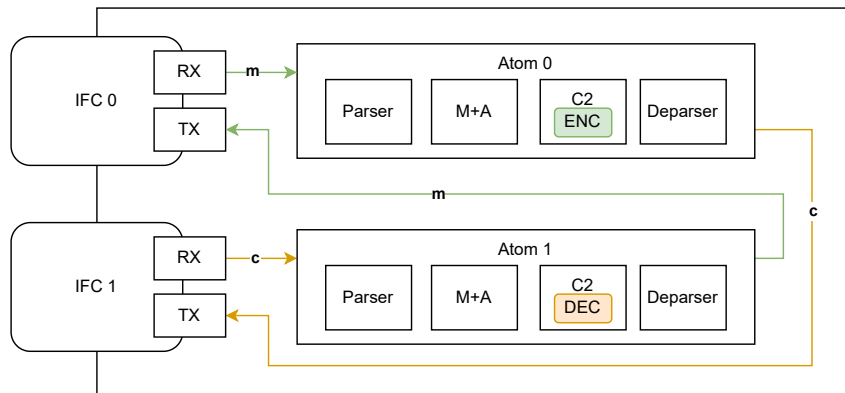 IFC 0
RX
TX
m
Atom 0
Parser
M+A
C2
ENC
Deparser
m
c
IFC 1
RX
TX
c
Atom 1
Parser
M+A
C2
DEC
Deparser